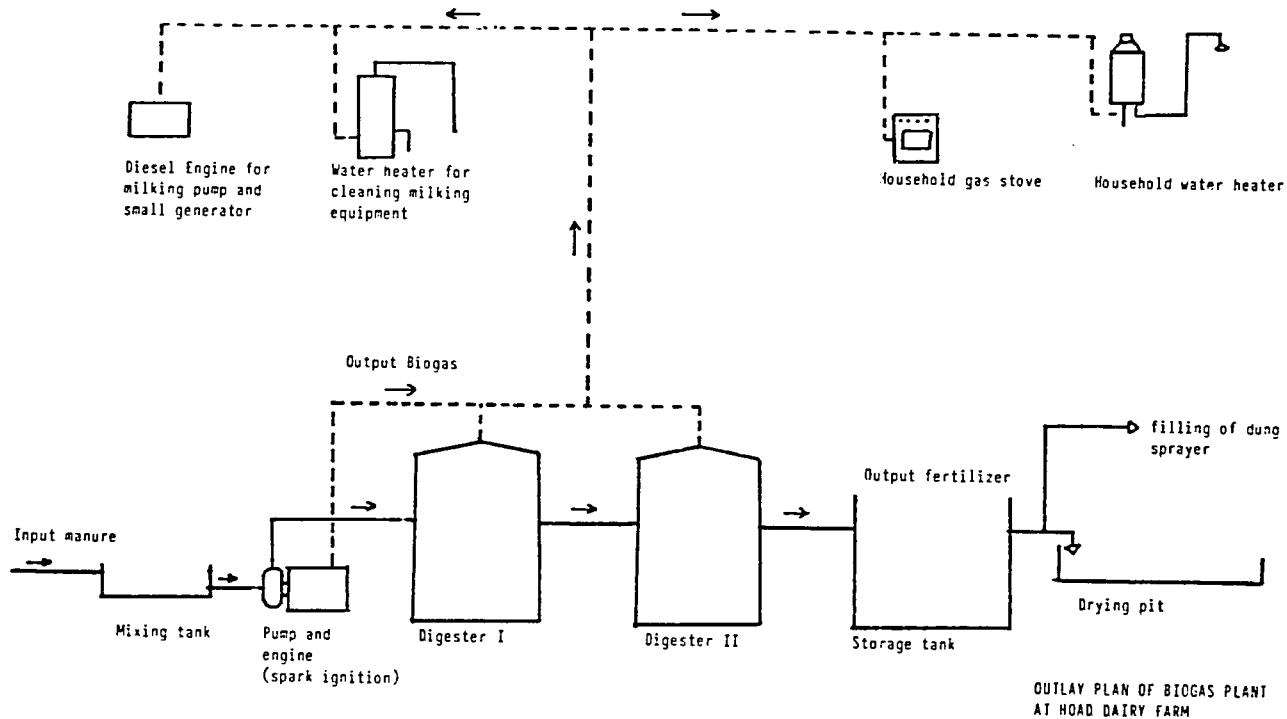 Diesel Engine for
milking pump and
small generator
Water heater for
cleaning milking
equipment
Household gas stove
Household water heater
Output Biogas
filling of dung
sprayer
Output fertilizer
Input manure
Mixing tank
Pump and
engine
(spark ignition)
Digester I
Digester II
Storage tank
Drying pit
OUTLAY PLAN OF BIOGAS PLANT
AT HOAD DAIRY FARM